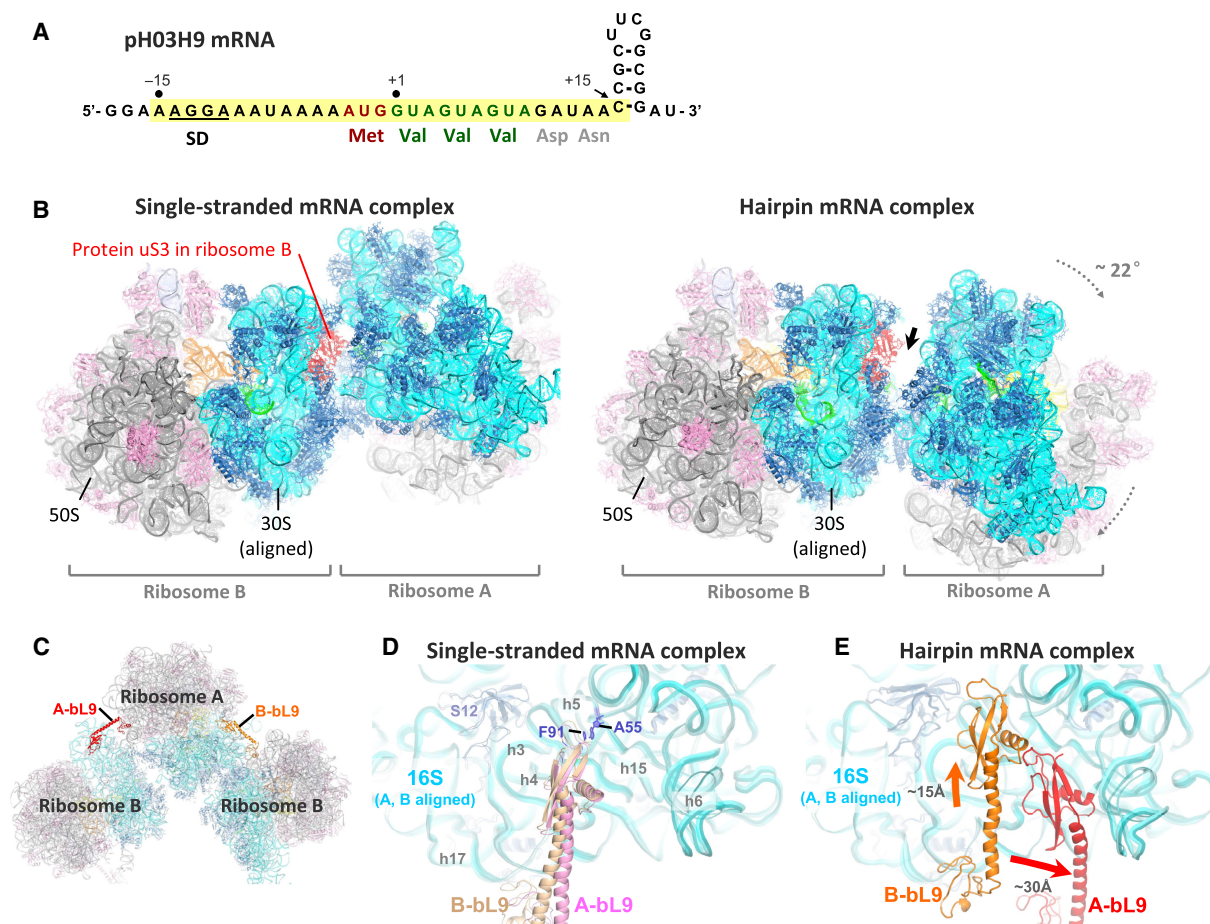 A
pH03H9 mRNA
U C
U G
C-G
G-C
C-G
–15
+1
+15
5’- G G A A A G G A A A U A A A A A U G G U A G U A G U A G A U A A C G A U - 3’
SD
Met Val Val Val Asp Asn
B
Single-stranded mRNA complex
Hairpin mRNA complex
Protein uS3 in ribosome B
~ 22°
50S
30S
(aligned)
50S
30S
(aligned)
Ribosome B
Ribosome A
Ribosome B
Ribosome A
C
Ribosome A
A-bL9
B-bL9
Ribosome B
Ribosome B
D
Single-stranded mRNA complex
S12
h5
F91
A55
h3
h4
h15
16S
(A, B aligned)
h6
h17
B-bL9
A-bL9
E
Hairpin mRNA complex
16S
(A, B aligned)
~15Å
~30Å
B-bL9
A-bL9